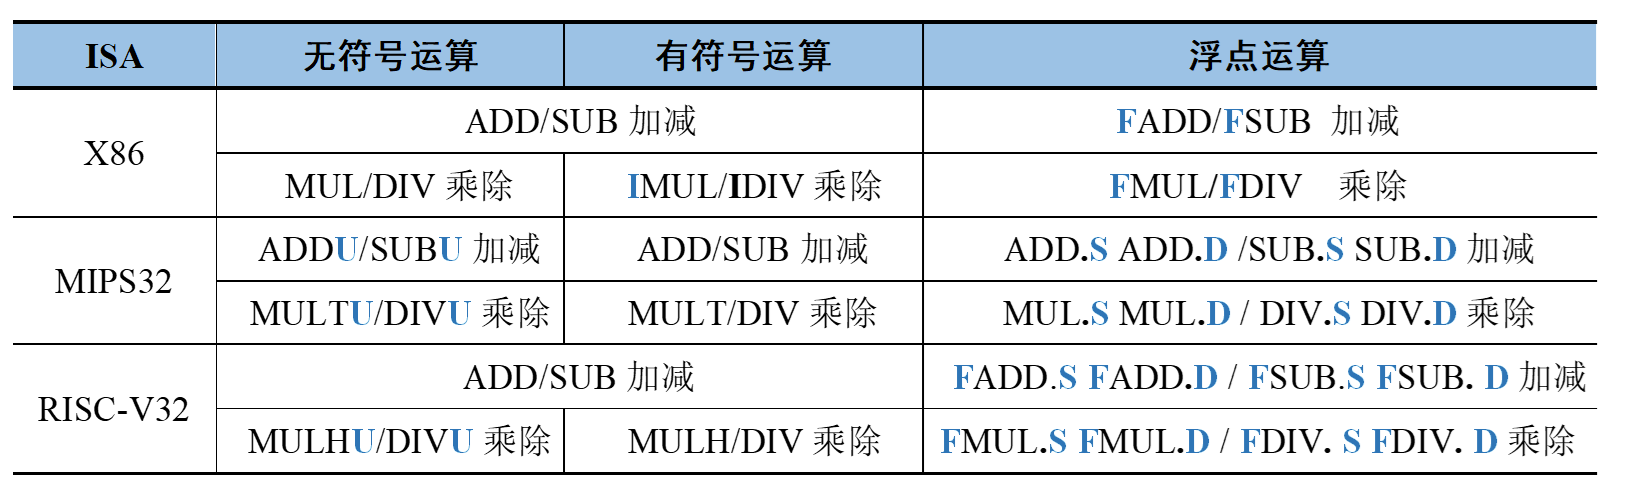 ISA 无符号运算 有符号运算 浮点运算
X86
ADD/SUB 加减 FADD/FSUB 加减
MUL/DIV 乘除 IMUL/IDIV 乘除 FMUL/FDIV 乘除
MIPS32
ADDU/SUBU 加减 ADD/SUB 加减 ADD.S ADD.D /SUB.S SUB.D 加减
MULTU/DIVU 乘除 MULT/DIV 乘除 MUL.S MUL.D / DIV.S DIV.D 乘除
RISC-V32
ADD/SUB 加减 FADD.S FADD.D / FSUB.S FSUB. D 加减
MULHU/DIVU 乘除 MULH/DIV 乘除 FMUL.S FMUL.D / FDIV. S FDIV. D 乘除